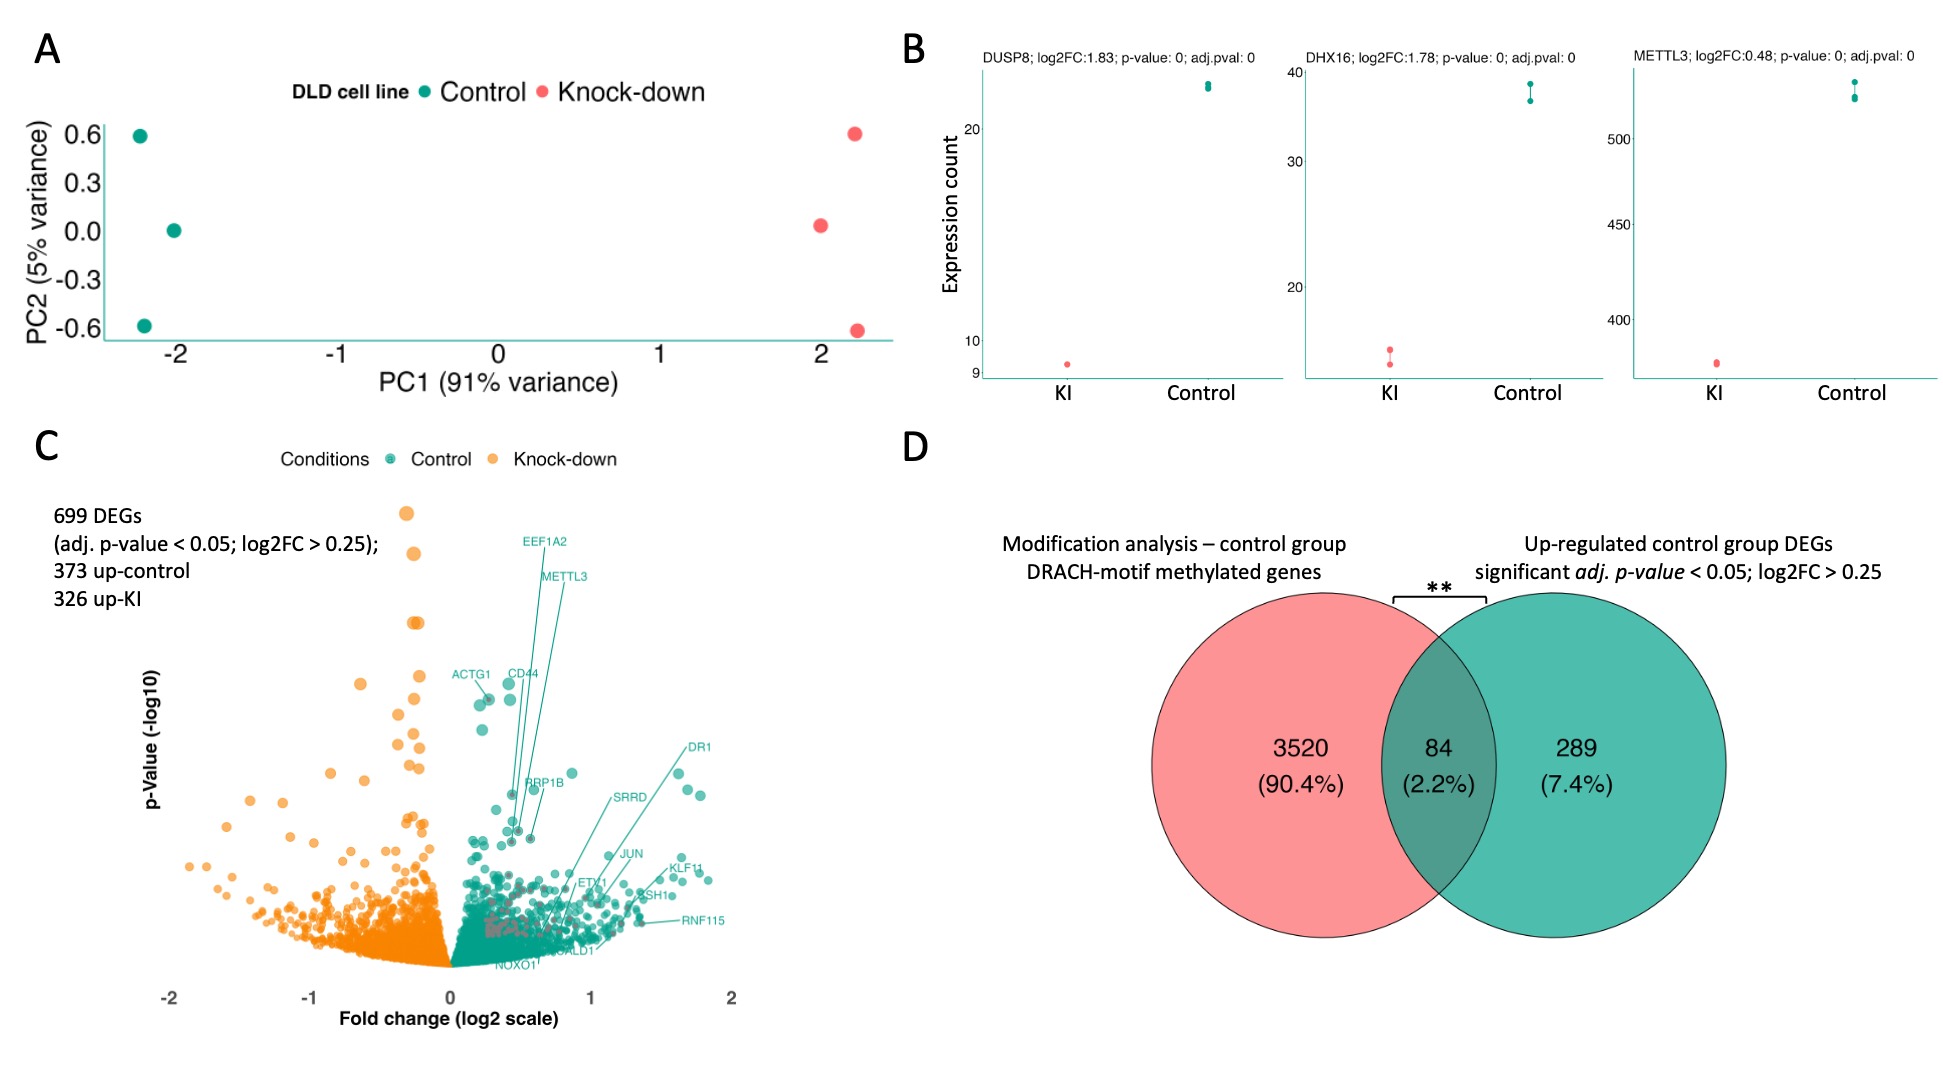 A
DLD cell line Control Knock-down
PC2 (5% variance)
0.6
0.3
0.0
-0.3
-0.6
-2 -1 0 1 2
PC1 (91% variance)
B
DUSP8; log2FC:1.83; p-value: 0; adj.pval: 0
DHX16; log2FC:1.78; p-value: 0; adj.pval: 0
METTL3; log2FC:0.48; p-value: 0; adj.pval: 0
Expression count
20
10
9
KI Control
40
30
20
KI Control
500
450
400
KI Control
C
Conditions Control Knock-down
699 DEGs
(adj. p-value < 0.05; log2FC > 0.25);
373 up-control
326 up-KI
p-Value (-log10)
EEF1A2
METTL3
ACTG1
CD44
DR1
RRP1B
SRRD
JUN
KLF11
ETV1
SSH1
RNF115
NOXO1
-2 -1 0 1 2
Fold change (log2 scale)
D
Modification analysis – control group
DRACH-motif methylated genes
Up-regulated control group DEGs
significant adj. p-value < 0.05; log2FC > 0.25
**
3520
(90.4%)
84
(2.2%)
289
(7.4%)